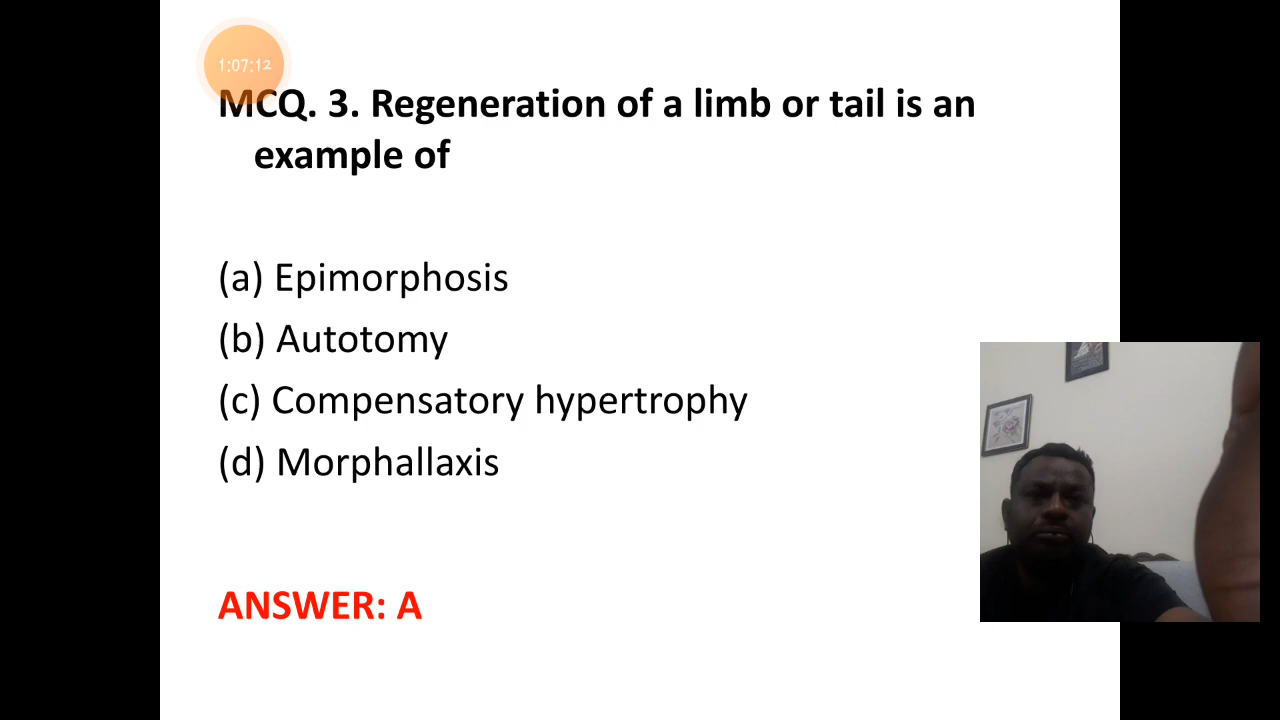 1:07:12
MCQ. 3. Regeneration of a limb or tail is an
example of
(a) Epimorphosis
(b) Autotomy
(c) Compensatory hypertrophy
(d) Morphallaxis
ANSWER: A